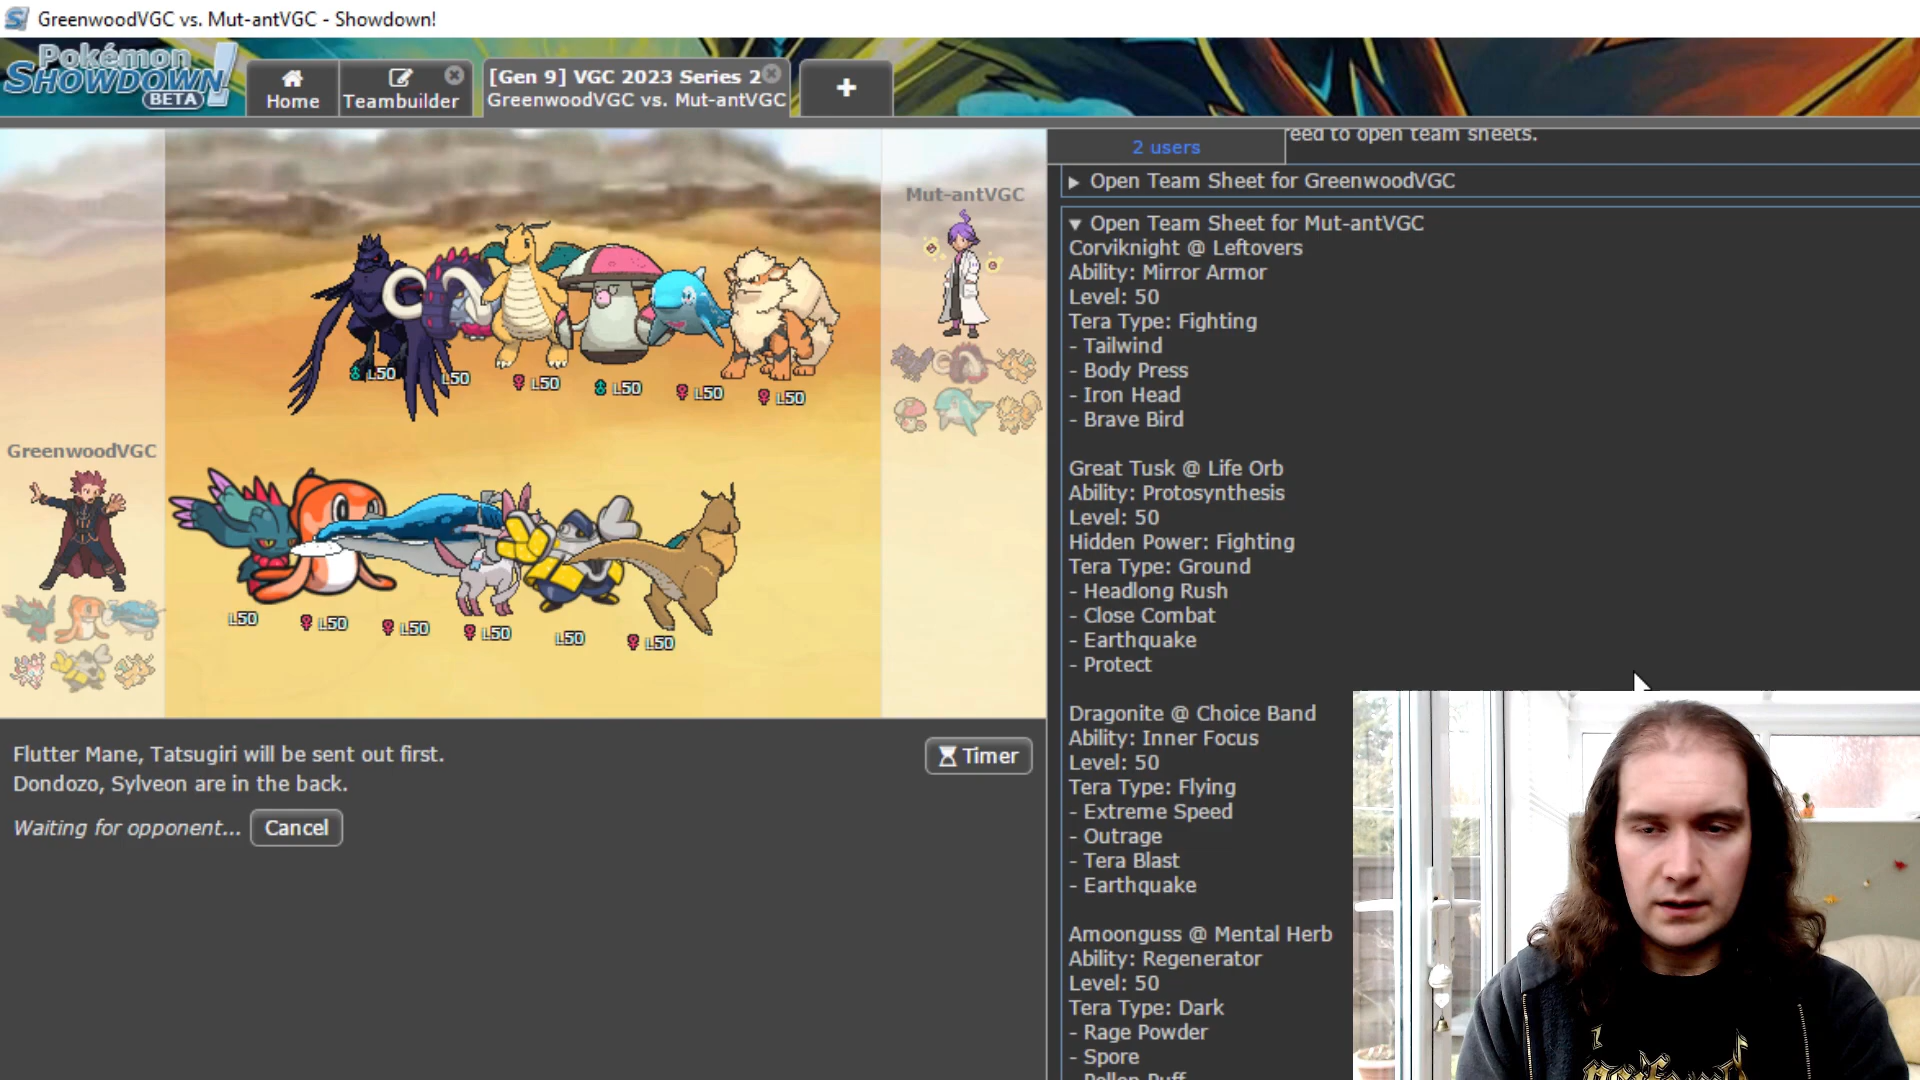 GreenwoodVGC vs. Mut-antVGC - Showdown!
Pokémon
SHOWDOWN!
BETA
Home
Teambuilder
[Gen 9] VGC 2023 Series 2
GreenwoodVGC vs. Mut-antVGC
+
2 users
eed to open team sheets.
▶ Open Team Sheet for GreenwoodVGC
▼ Open Team Sheet for Mut-antVGC
Corviknight @ Leftovers
Ability: Mirror Armor
Level: 50
Tera Type: Fighting
- Tailwind
- Body Press
- Iron Head
- Brave Bird
Great Tusk @ Life Orb
Ability: Protosynthesis
Level: 50
Hidden Power: Fighting
Tera Type: Ground
- Headlong Rush
- Close Combat
- Earthquake
- Protect
Dragonite @ Choice Band
Ability: Inner Focus
Level: 50
Tera Type: Flying
- Extreme Speed
- Outrage
- Tera Blast
- Earthquake
Amoonguss @ Mental Herb
Ability: Regenerator
Level: 50
Tera Type: Dark
- Rage Powder
- Spore
- Pollen Puff
Mut-antVGC
L50 L50 L50 L50 L50 L50
GreenwoodVGC
L50 L50 L50 L50 L50 L50
Flutter Mane, Tatsugiri will be sent out first.
Dondozo, Sylveon are in the back.
Waiting for opponent... Cancel
Timer